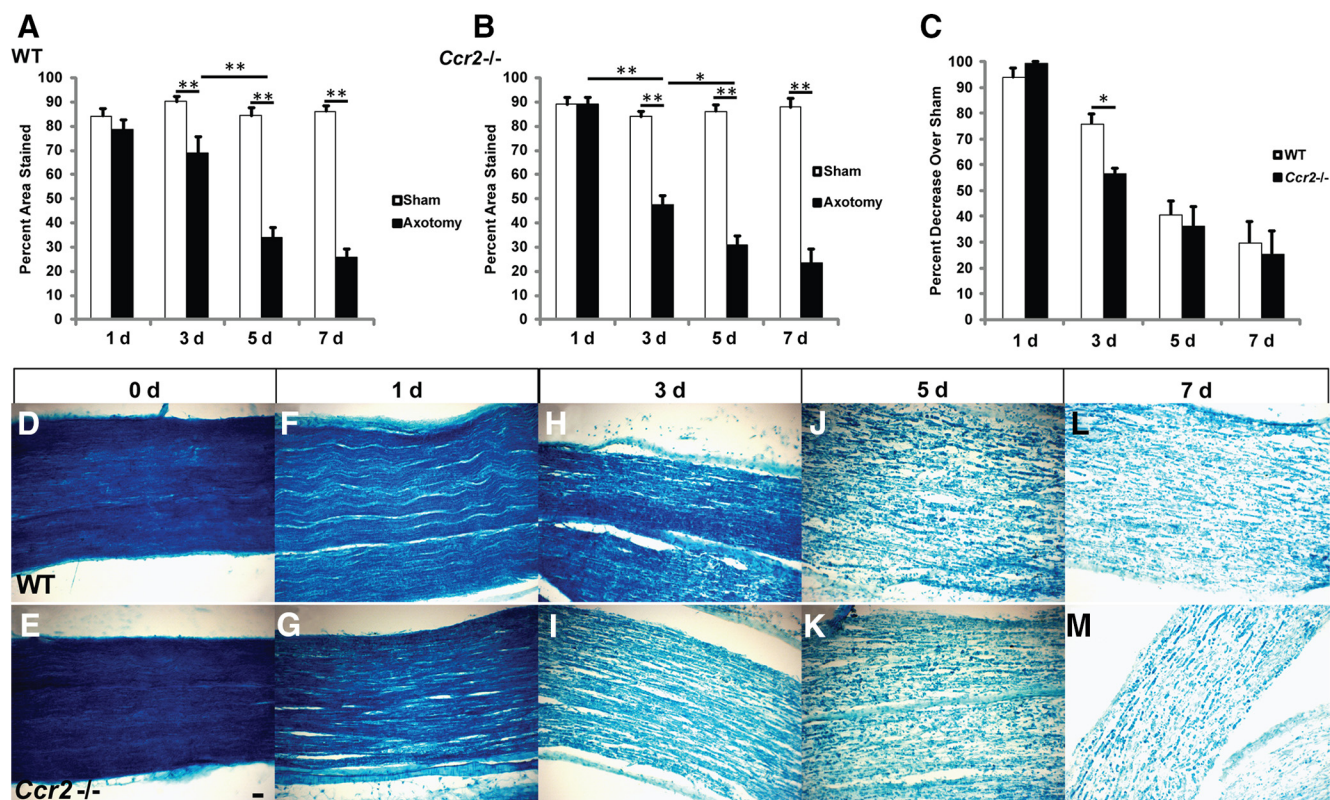 A
WT
Percent Area Stained
100
90
80
70
60
50
40
30
20
10
0
**
**
**
**
1 d 3 d 5 d 7 d
Sham
Axotomy
B
Ccr2-/-
Percent Area Stained
100
90
80
70
60
50
40
30
20
10
0
**
*
**
**
**
1 d 3 d 5 d 7 d
Sham
Axotomy
C
Percent Decrease Over Sham
100
90
80
70
60
50
40
30
20
10
0
*
1 d 3 d 5 d 7 d
WT
Ccr2-/-
0 d 1 d 3 d 5 d 7 d
D F H J L
WT
E G I K M
Ccr2-/-